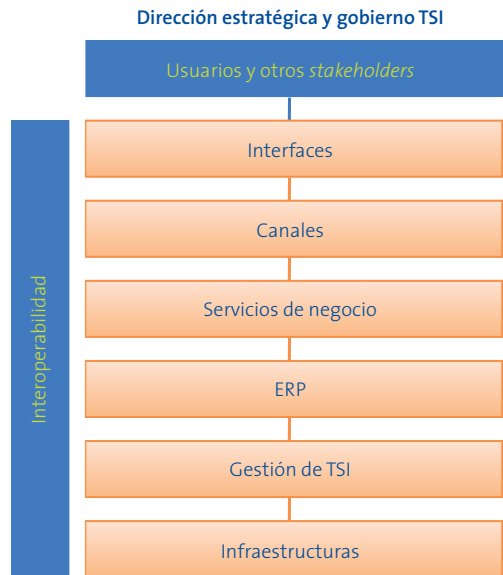 Dirección estratégica y gobierno TSI
Usuarios y otros stakeholders
Interoperabilidad
Interfaces
Canales
Servicios de negocio
ERP
Gestión de TSI
Infraestructuras